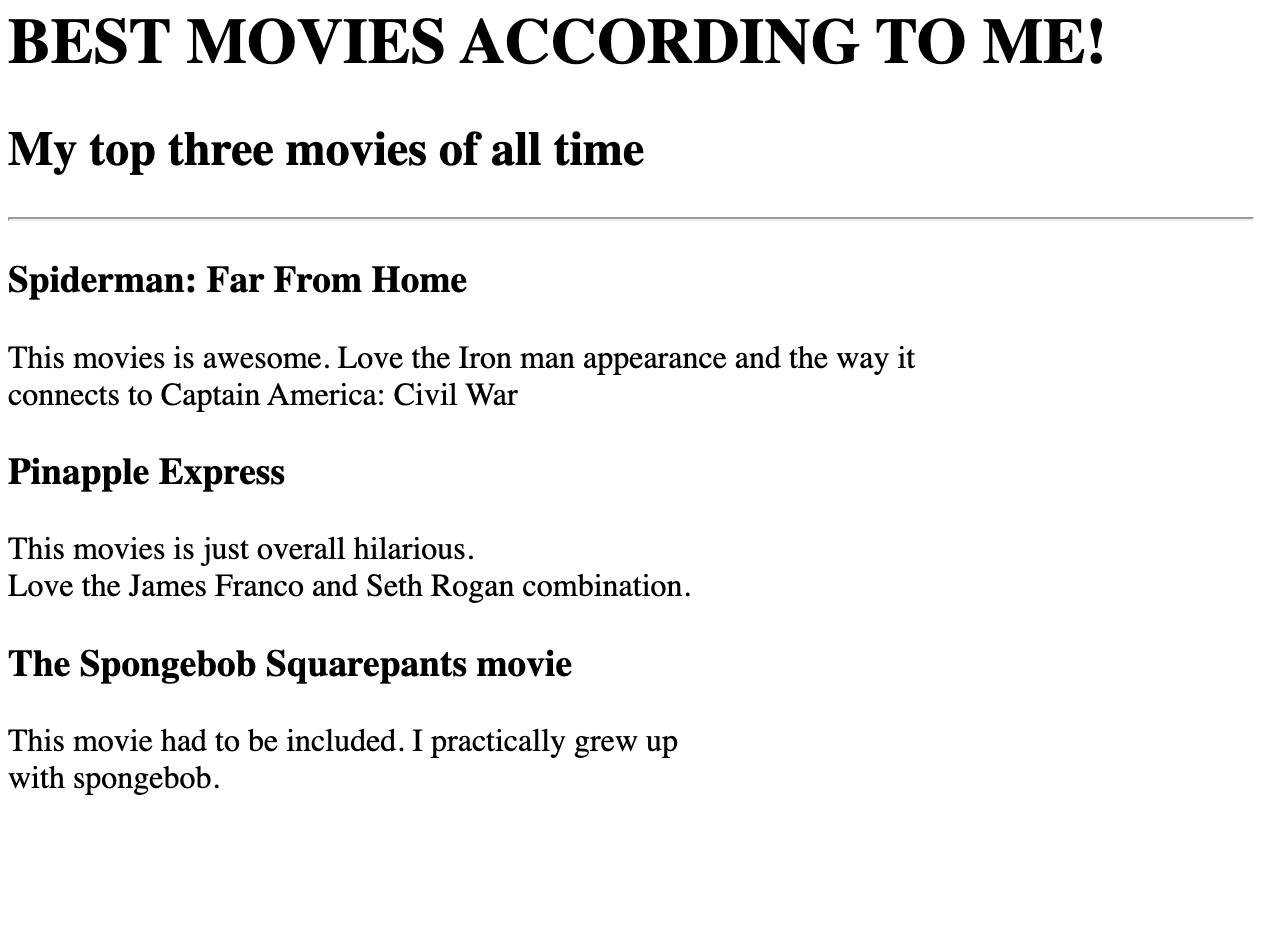 BEST MOVIES ACCORDING TO ME!
My top three movies of all time
Spiderman: Far From Home
This movies is awesome. Love the Iron man appearance and the way it
connects to Captain America: Civil War
Pinapple Express
This movies is just overall hilarious.
Love the James Franco and Seth Rogan combination.
The Spongebob Squarepants movie
This movie had to be included. I practically grew up
with spongebob.